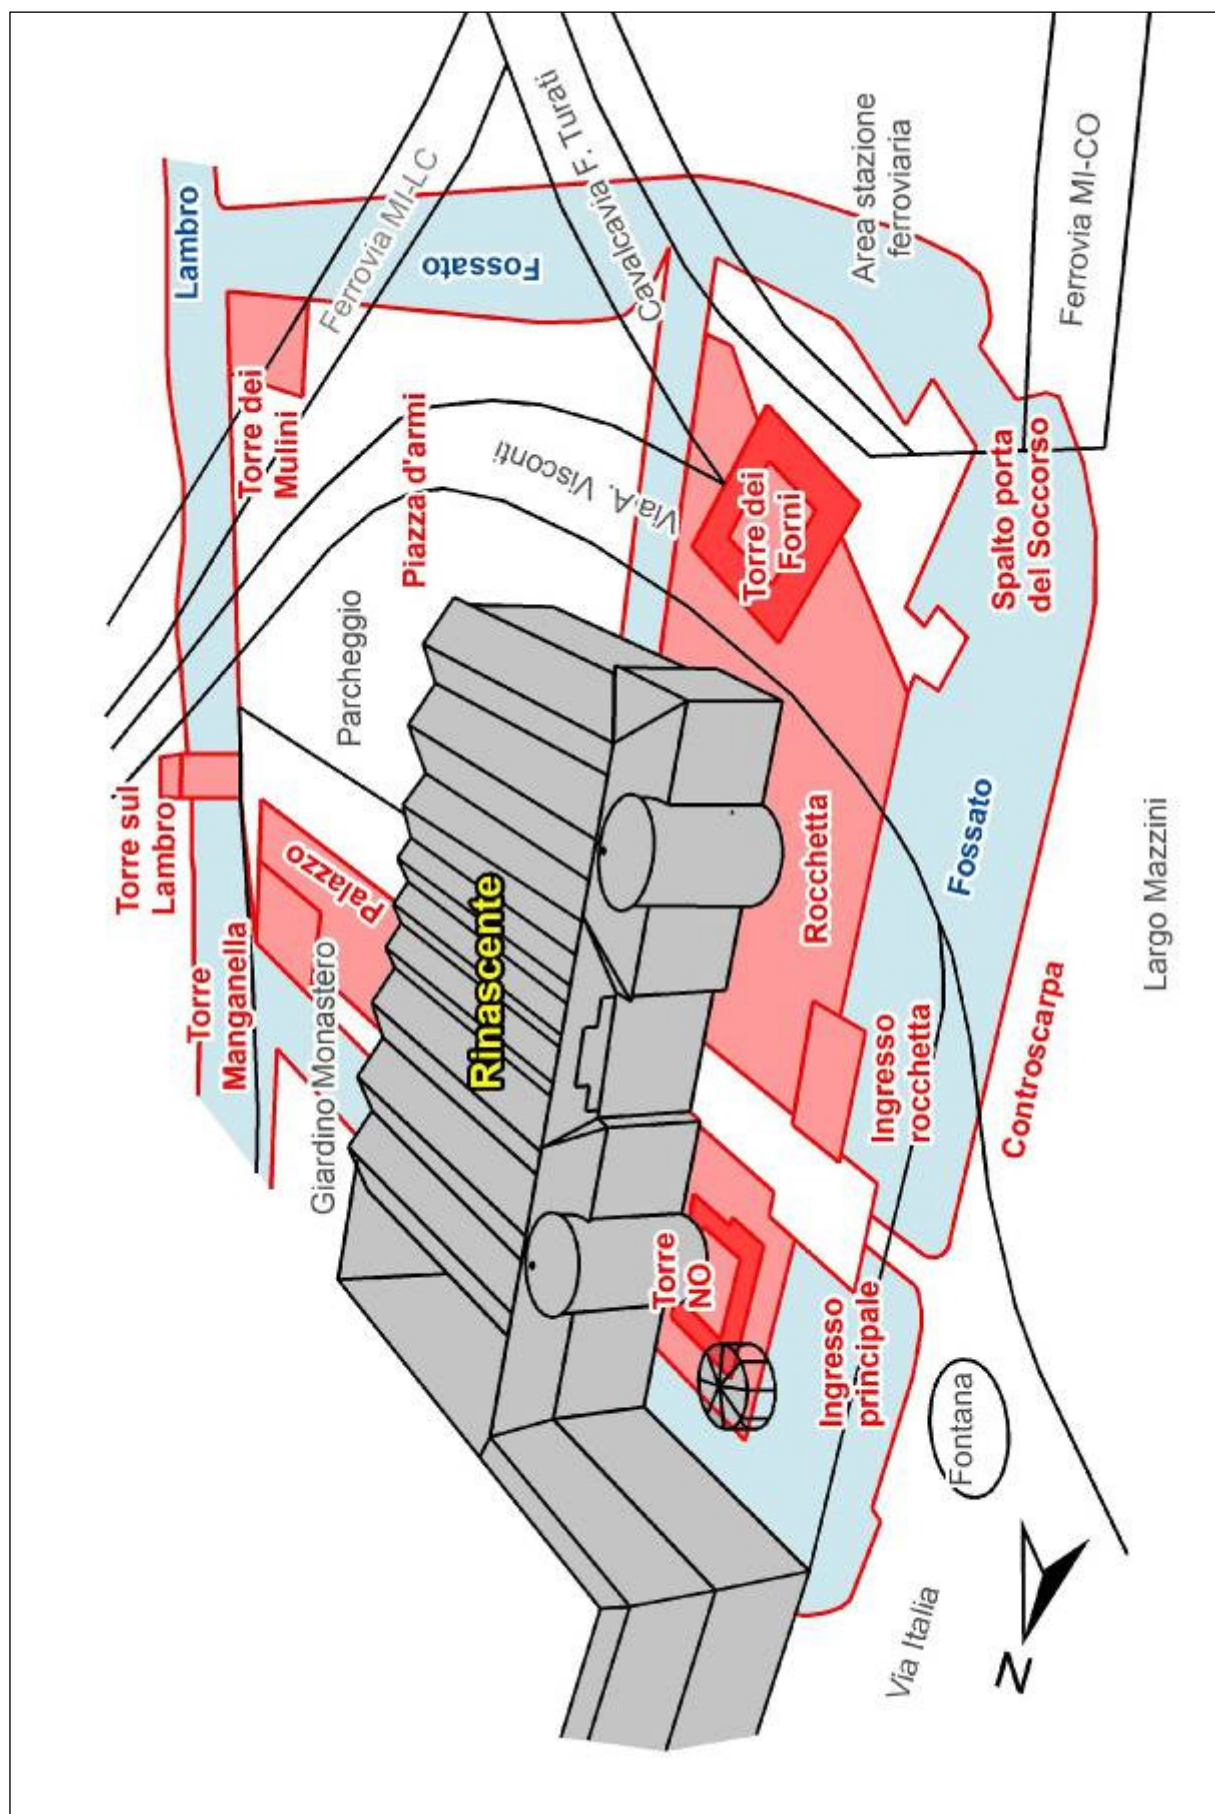 Lambro
Ferrovia MI-LC
Cavalcavia F. Turati
Area stazione
ferroviaria
Ferrovia MI-CO
Fossato
Torre dei
Mulini
Piazza d'armi
Via A. Visconti
Torre dei
Forni
Spalto porta
del Soccorso
Parcheggio
Torre sul
Lambro
Palazzo
Torre
Manganella
Giardino Monastero
Rinascente
Rocchetta
Fossato
Largo Mazzini
Ingresso
rocchetta
Controscarpa
Torre
NO
Ingresso
principale
Fontana
Via Italia
N